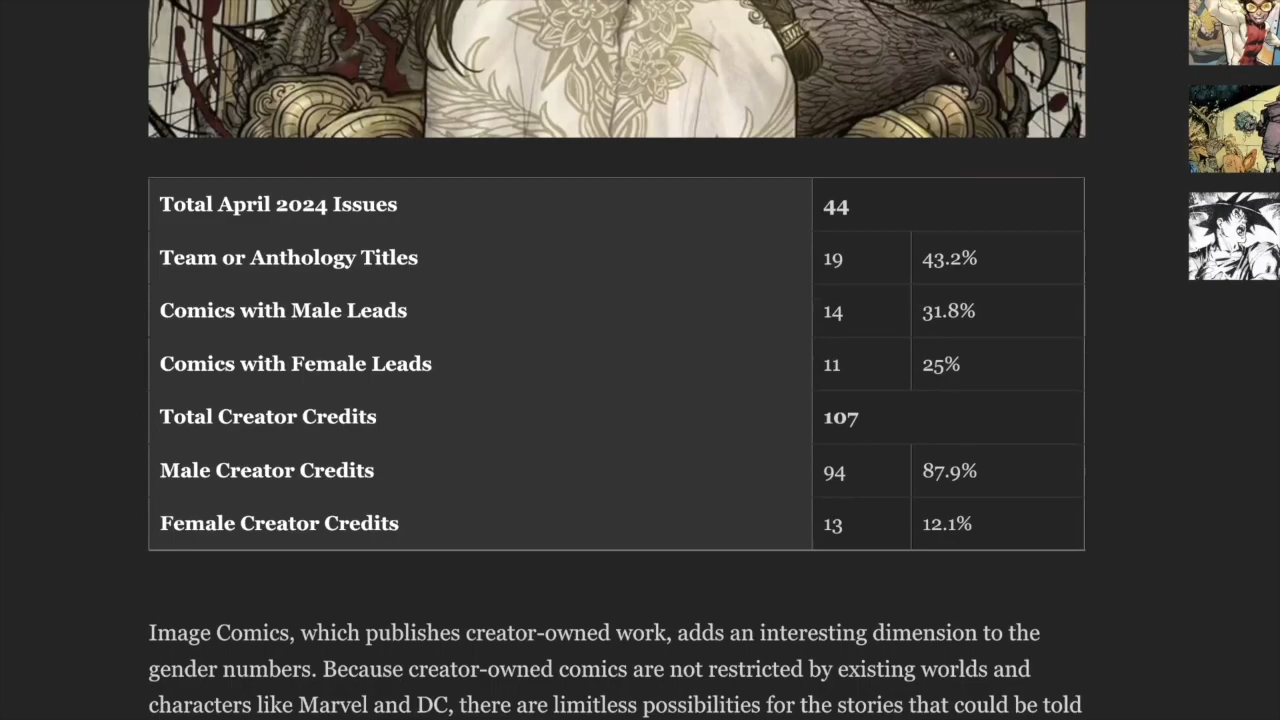 Total April 2024 Issues 44
Team or Anthology Titles 19 43.2%
Comics with Male Leads 14 31.8%
Comics with Female Leads 11 25%
Total Creator Credits 107
Male Creator Credits 94 87.9%
Female Creator Credits 13 12.1%
Image Comics, which publishes creator-owned work, adds an interesting dimension to the
gender numbers. Because creator-owned comics are not restricted by existing worlds and
characters like Marvel and DC, there are limitless possibilities for the stories that could be told